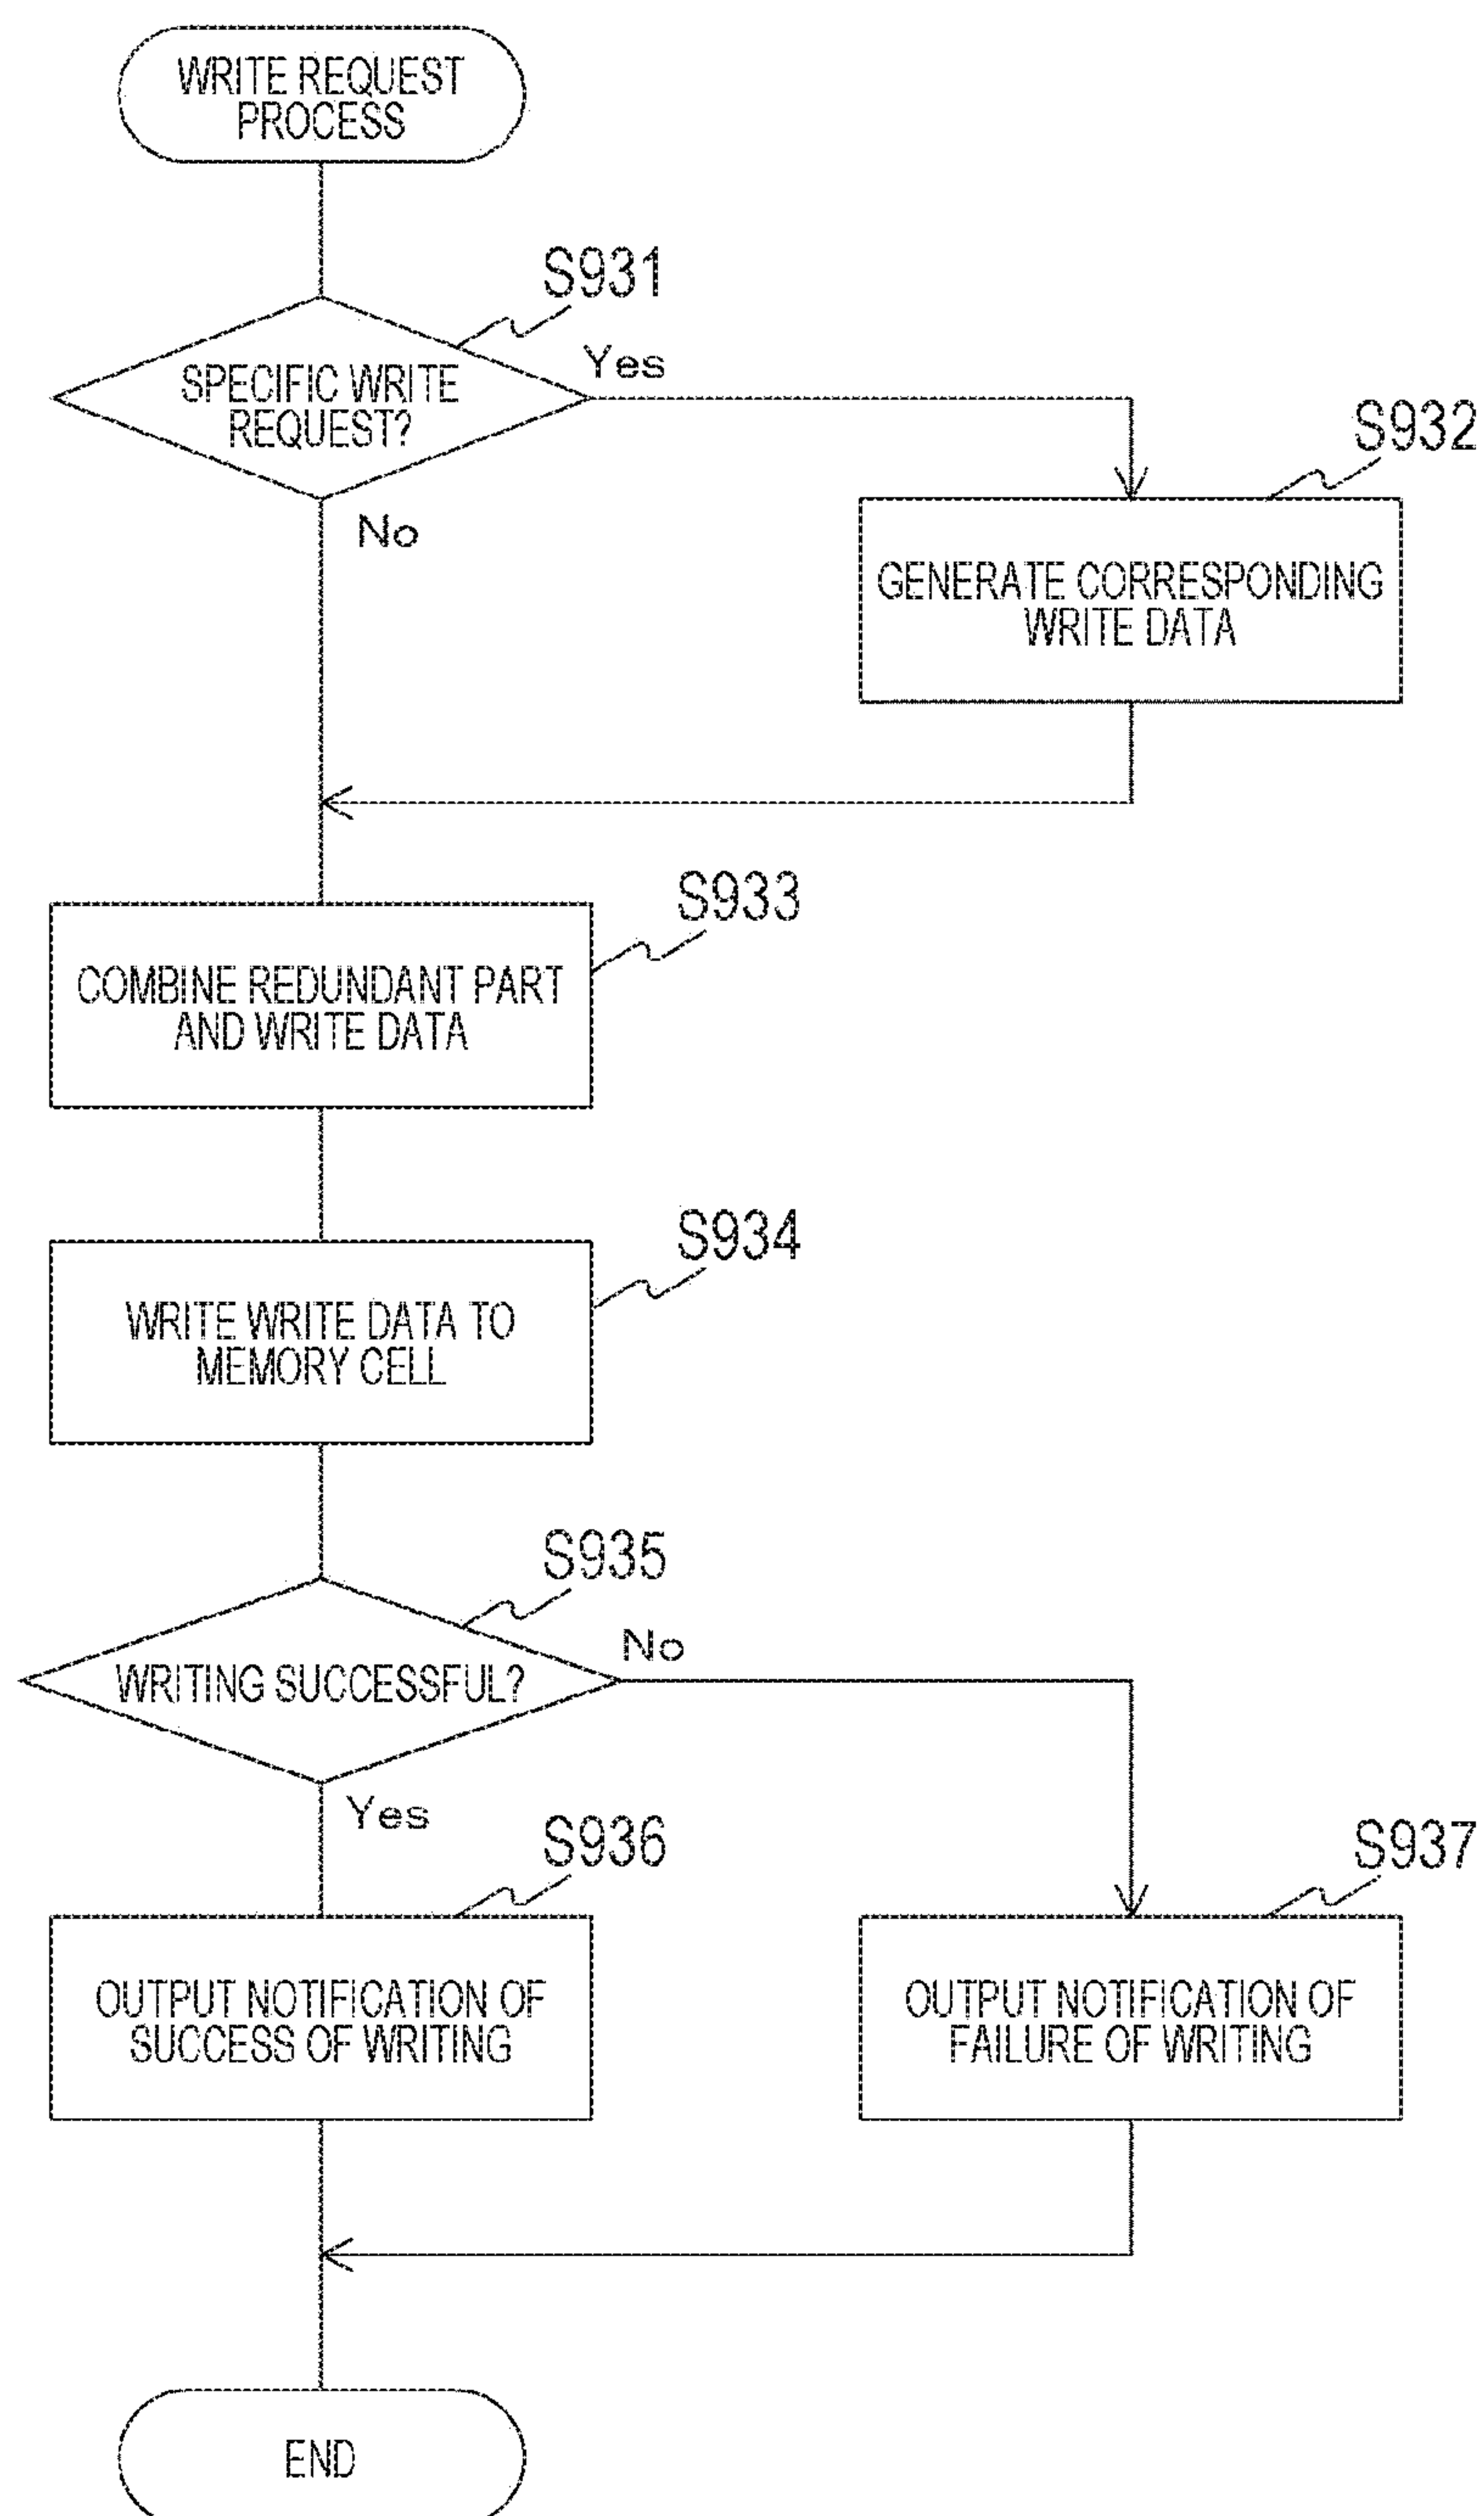 WRITE REQUEST
PROCESS
S931
SPECIFIC WRITE
REQUEST?
Yes
No
S932
GENERATE CORRESPONDING
WRITE DATA
S933
COMBINE REDUNDANT PART
AND WRITE DATA
S934
WRITE WRITE DATA TO
MEMORY CELL
S935
WRITING SUCCESSFUL?
No
Yes
S936
OUTPUT NOTIFICATION OF
SUCCESS OF WRITING
S937
OUTPUT NOTIFICATION OF
FAILURE OF WRITING
END